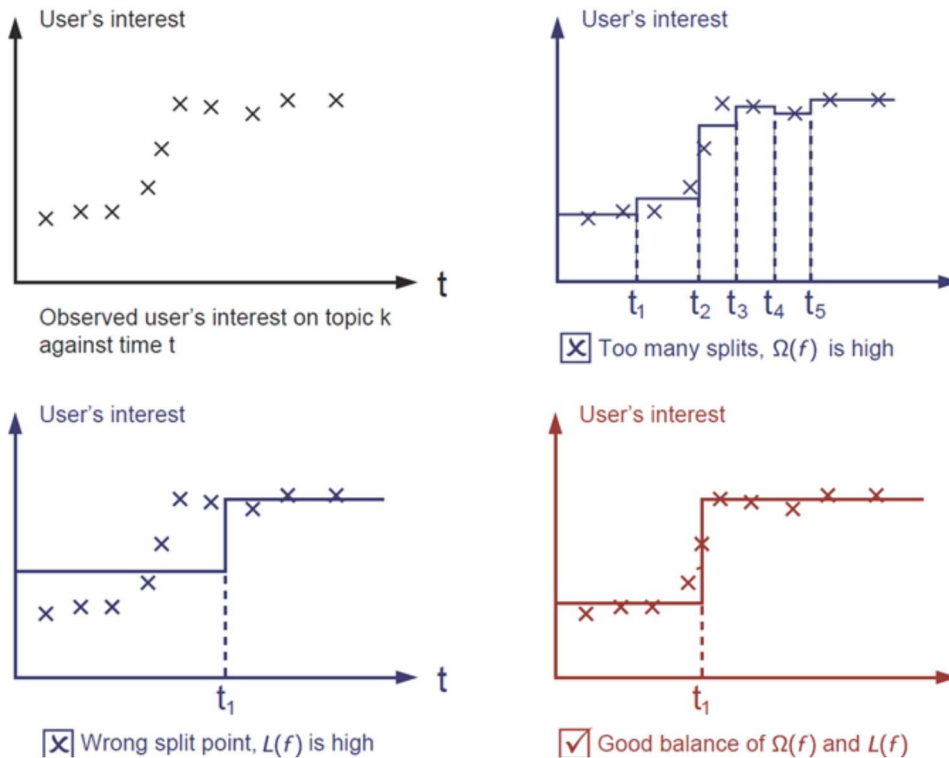 User's interest
t
Observed user's interest on topic k
against time t
User's interest
t₁ t₂ t₃ t₄ t₅
Too many splits, Ω(f) is high
User's interest
t
t₁
Wrong split point, L(f) is high
User's interest
t₁
Good balance of Ω(f) and L(f)